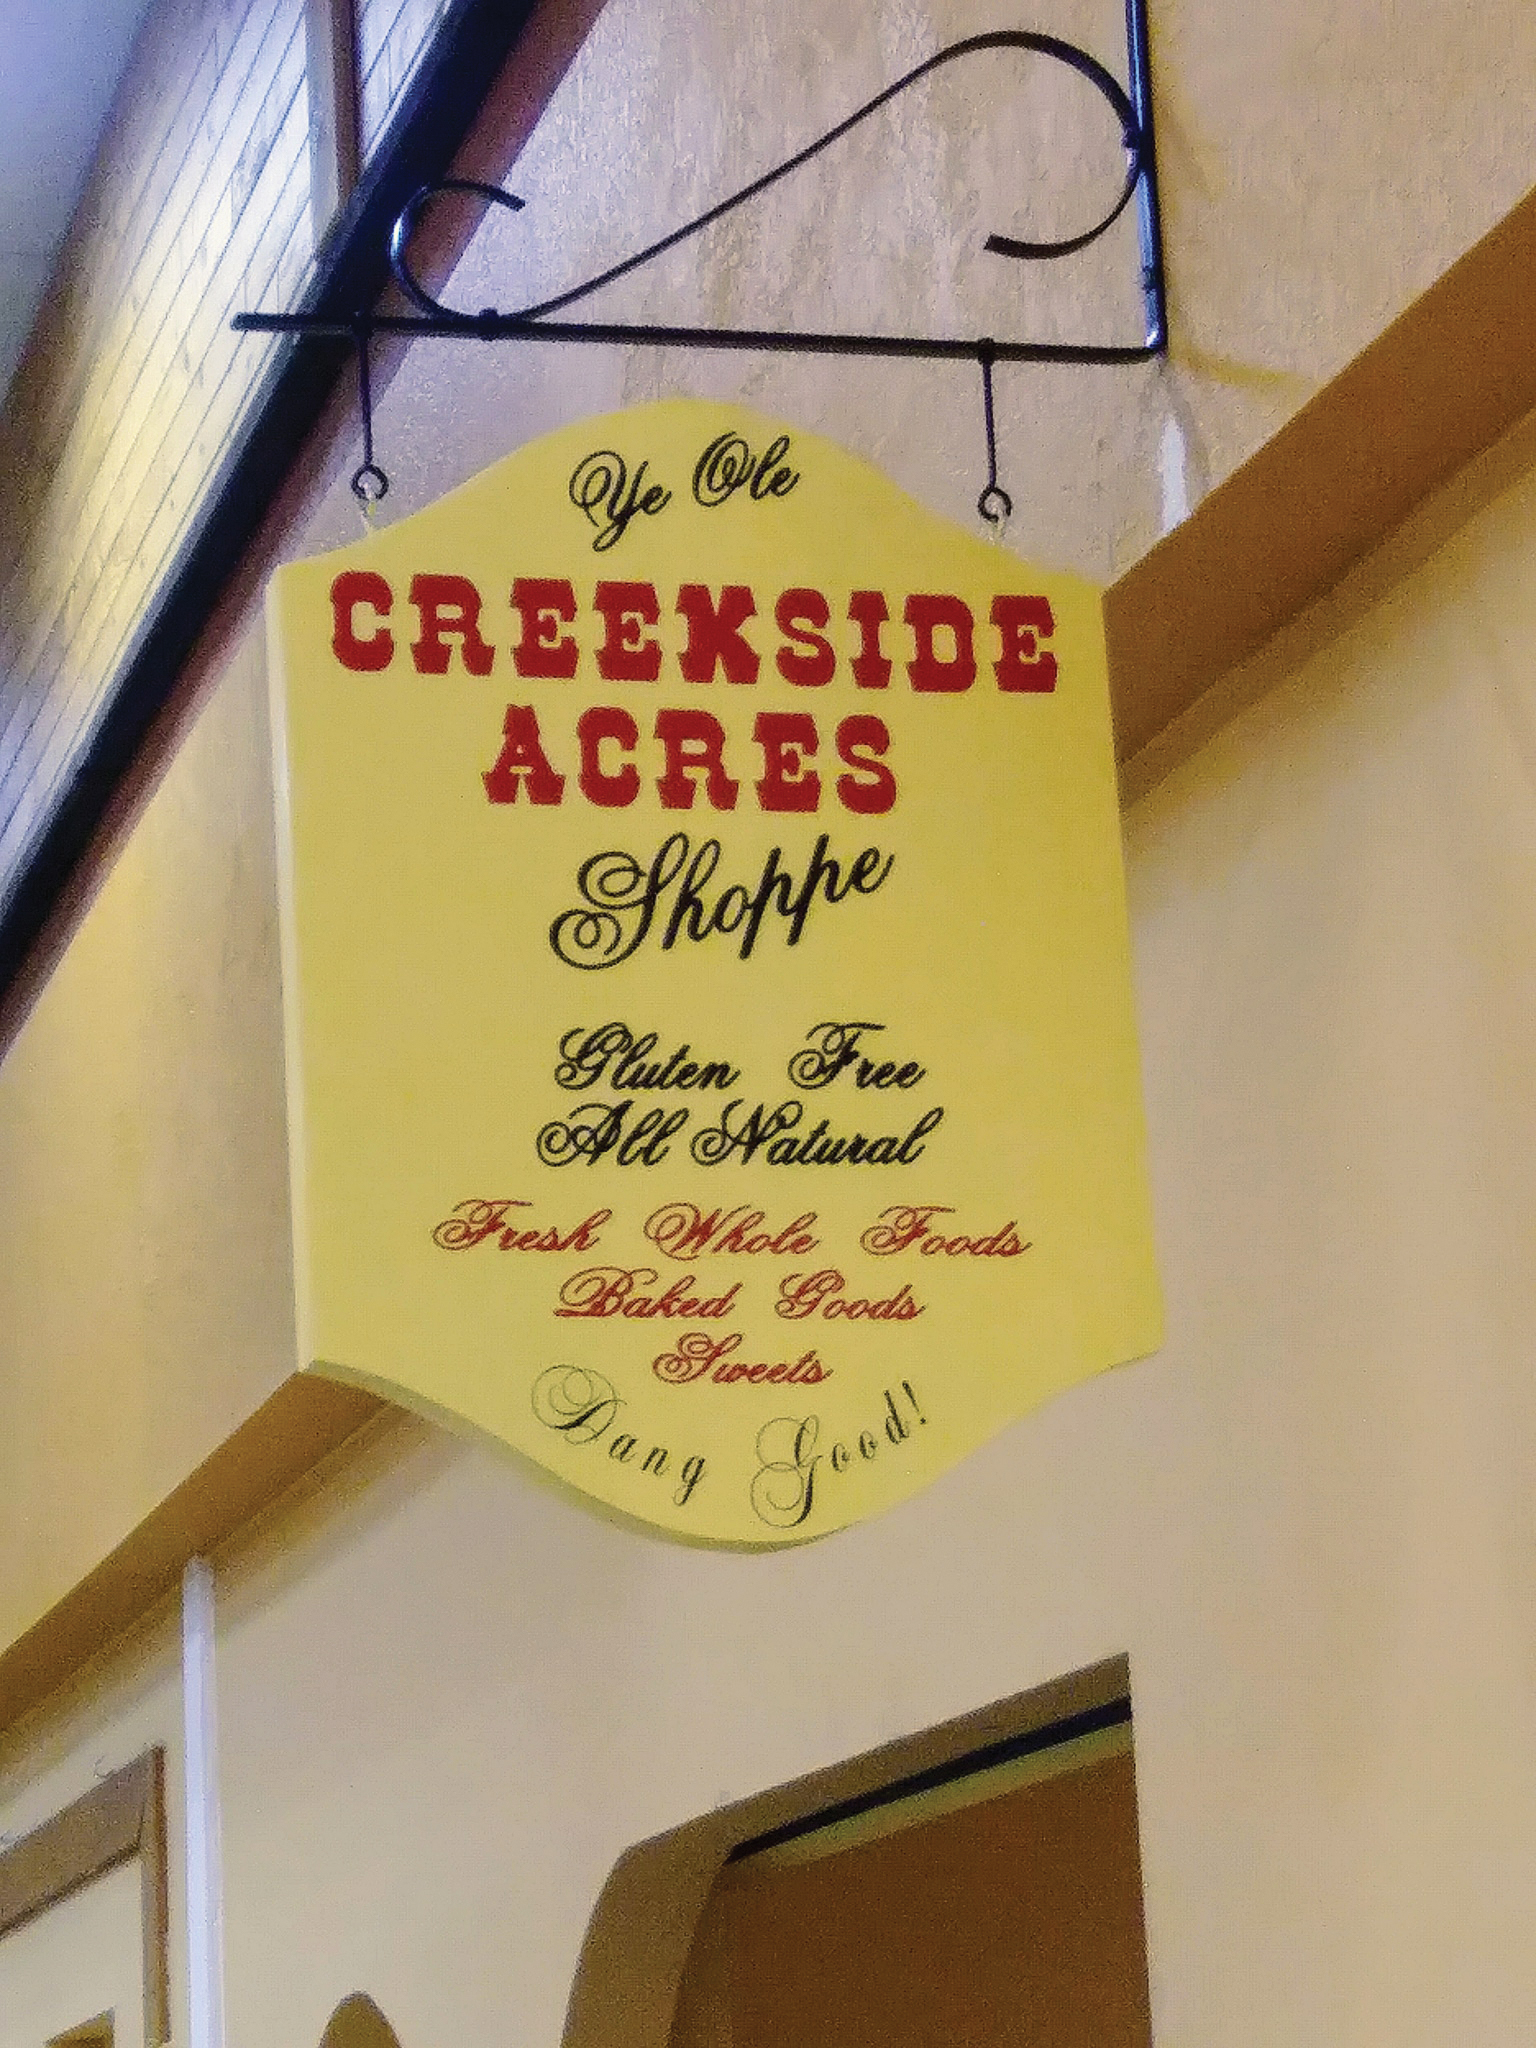 Ye Ole
CREEKSIDE
ACRES
Shoppe
Gluten Free
All Natural
Fresh Whole Foods
Baked Goods
Sweets
Dang Good!